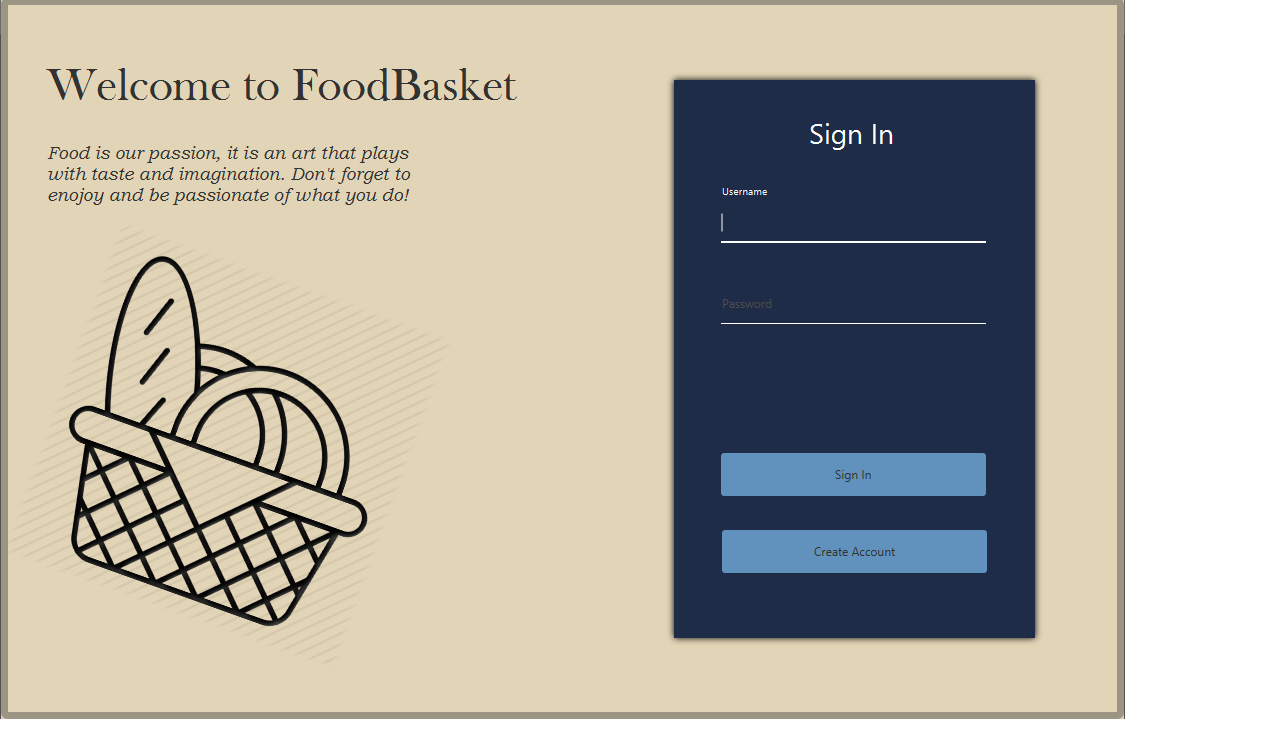 Welcome to FoodBasket
Food is our passion, it is an art that plays
with taste and imagination. Don't forget to
enojoy and be passionate of what you do!
Sign In
Username
Password
Sign In
Create Account